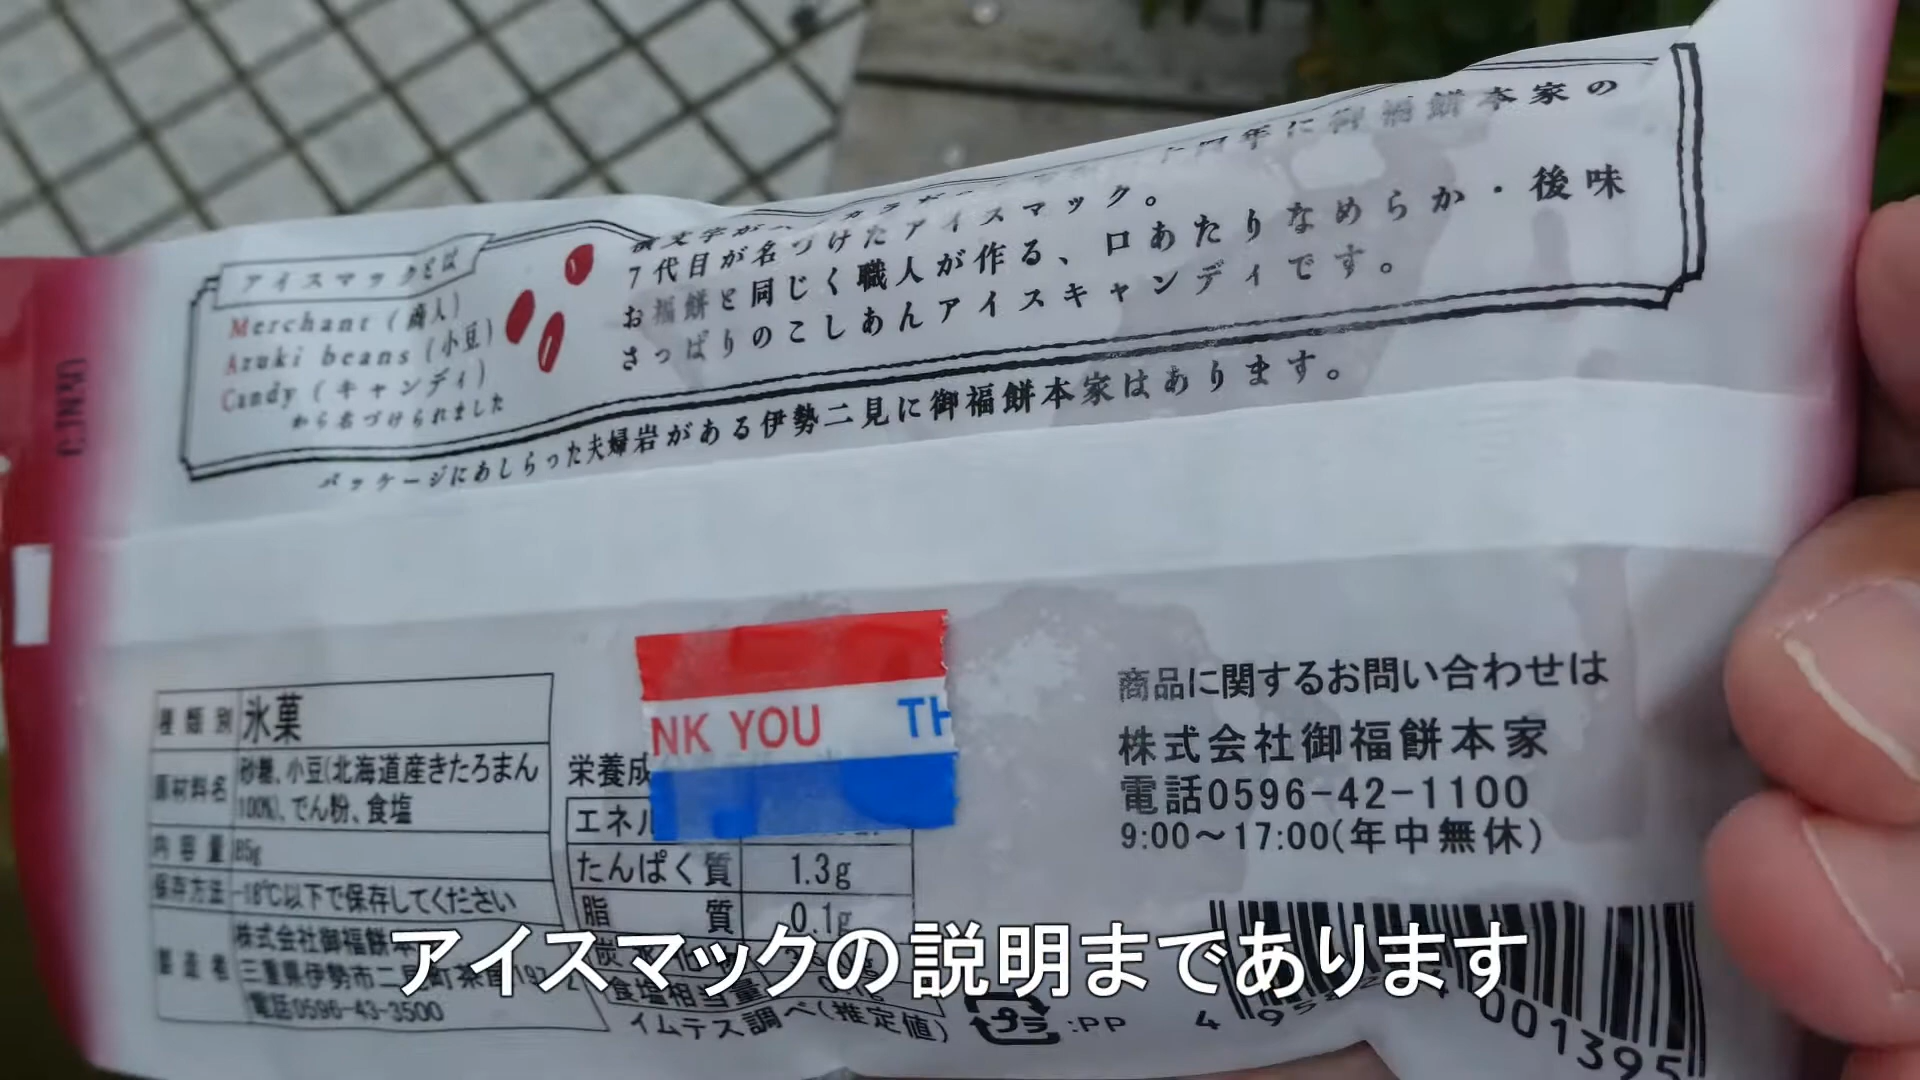 御福餅本家の
7代目が名づけたアイスマック。
お福餅と同じく職人が作る、口あたりなめらか・後味
さっぱりのこしあんアイスキャンディです。
アイスマックとは
Merchant (商人)
Azuki beans (小豆)
Candy (キャンディ)
から名づけられました
パッケージにあしらった夫婦岩がある伊勢二見に御福餅本家はあります。
種類別 氷菓
原材料名 砂糖、小豆(北海道産きたろまん
100%)、でん粉、食塩
内容量 85g
保存方法 -18℃以下で保存してください
製造者 株式会社御福餅本
三重県伊勢市二見町茶屋197-2
電話0596-43-3500
栄養成
エネル
たんぱく質 1.3g
脂質 0.1g
食塩相当量
イムテス調べ(推定値)
NK YOU TH
プラ :PP
商品に関するお問い合わせは
株式会社御福餅本家
電話0596-42-1100
9:00〜17:00(年中無休)
001395
アイスマックの説明まであります